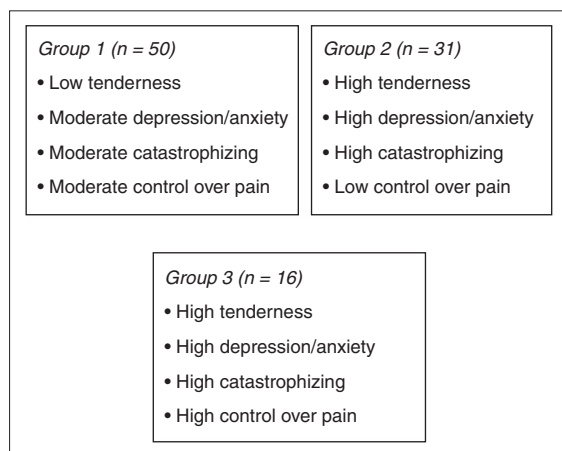 Group 1 (n = 50)
• Low tenderness
• Moderate depression/anxiety
• Moderate catastrophizing
• Moderate control over pain
Group 2 (n = 31)
• High tenderness
• High depression/anxiety
• High catastrophizing
• Low control over pain
Group 3 (n = 16)
• High tenderness
• High depression/anxiety
• High catastrophizing
• High control over pain